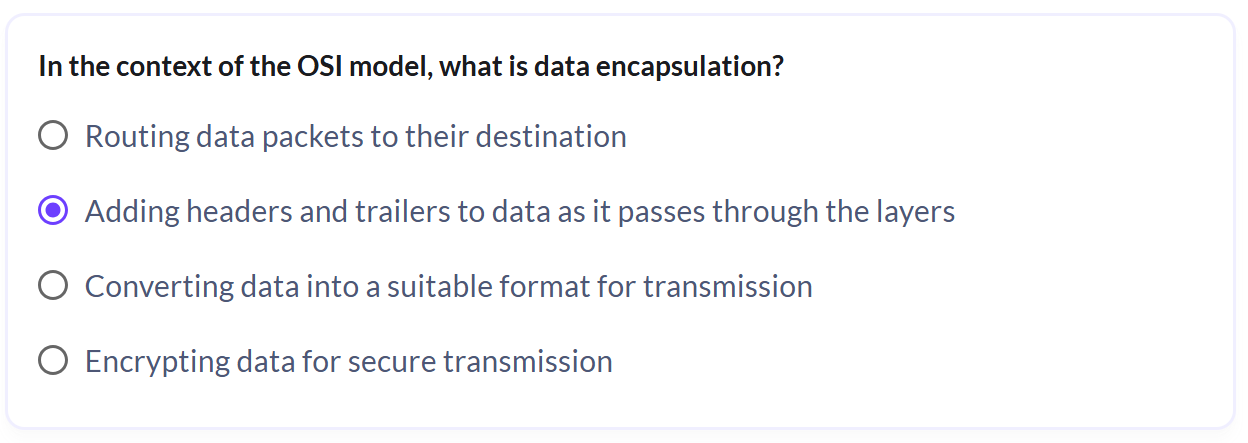 In the context of the OSI model, what is data encapsulation?
Routing data packets to their destination
Adding headers and trailers to data as it passes through the layers
Converting data into a suitable format for transmission
Encrypting data for secure transmission